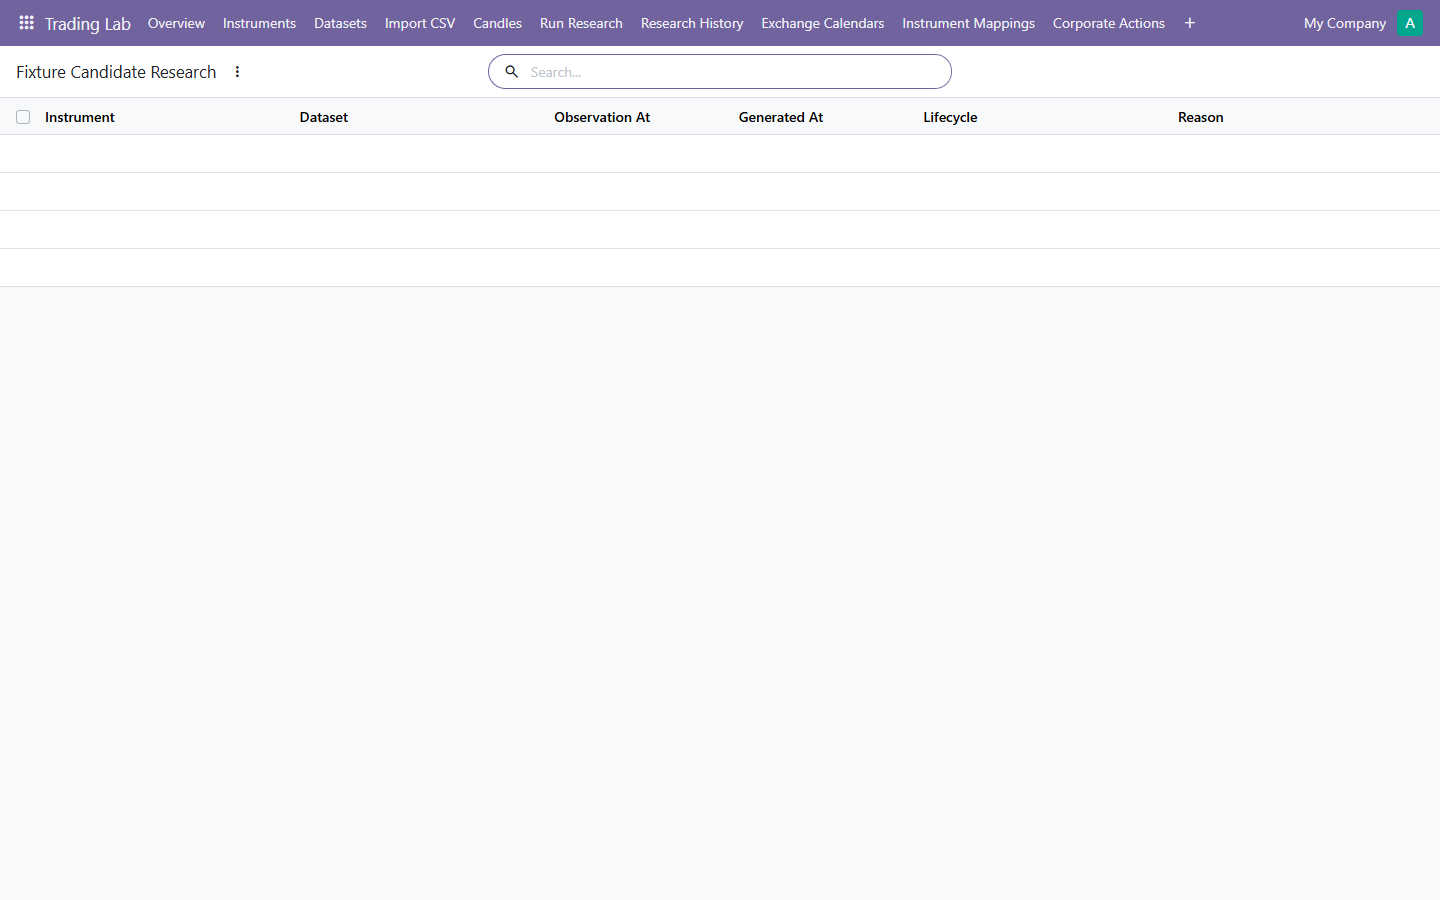 Trading Lab Overview Instruments Datasets Import CSV Candles Run Research Research History Exchange Calendars Instrument Mappings Corporate Actions + My Company A
Fixture Candidate Research Search...
Instrument Dataset Observation At Generated At Lifecycle Reason